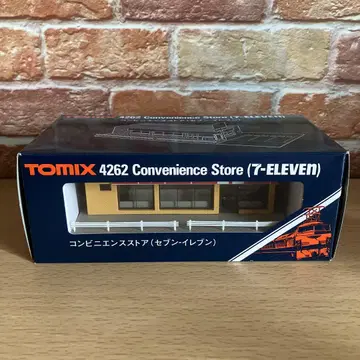 4262 Convenience Store (7-ELEVEn)
TOMIX 4262 Convenience Store (7-ELEVEn)
コンビニエンスストア(セブン-イレブン)